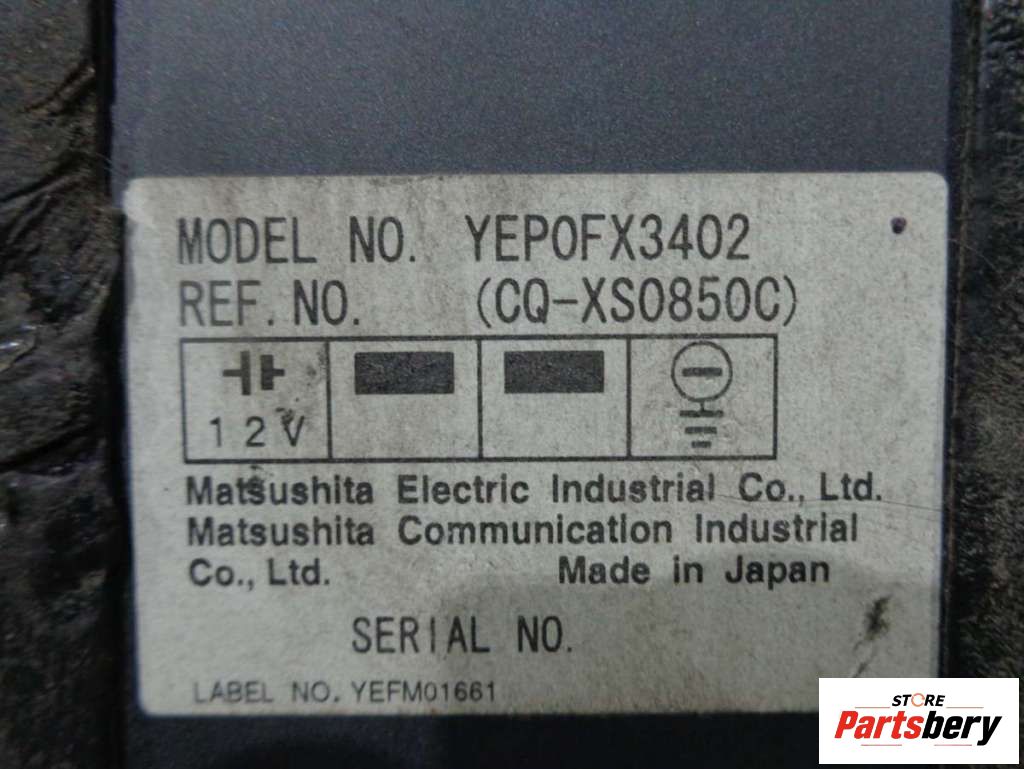 MODEL NO. YEP0FX3402
REF. NO. (CQ-XS0850C)
12V
Matsushita Electric Industrial Co., Ltd.
Matsushita Communication Industrial
Co., Ltd. Made in Japan
SERIAL NO.
LABEL NO. YEFM01661
STORE
Partsbery